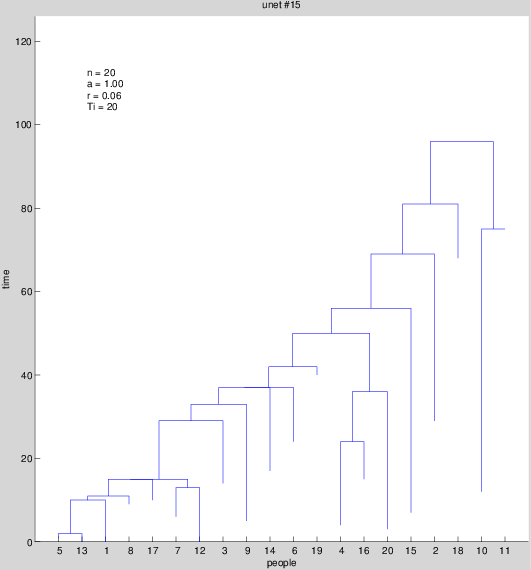 unet #15
120
n = 20
a = 1.00
r = 0.06
Ti = 20
100
80
time
60
40
20
0
5 13 1 8 17 7 12 3 9 14 6 19 4 16 20 15 2 18 10 11
people